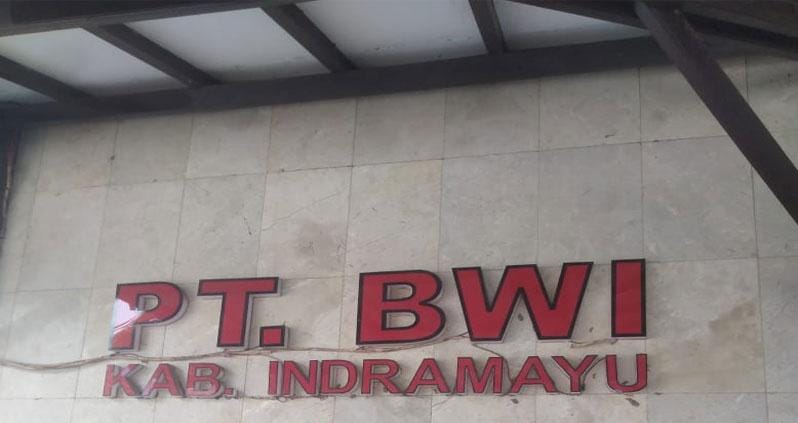 PT. BWI
KAB. INDRAMAYU